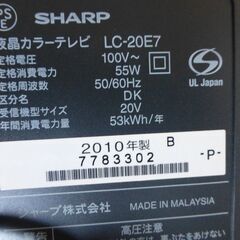 PS
E
SHARP
液晶カラーテレビ LC-20E7
定格電圧 100V~
定格消費電力 55W
定格周波数 50/60Hz
区分名 DK
受信機型サイズ 20V
年間消費電力量 53kWh/年
UL Japan
2010年製 B
7783302 -P-
シャープ株式会社 MADE IN MALAYSIA
高圧注意